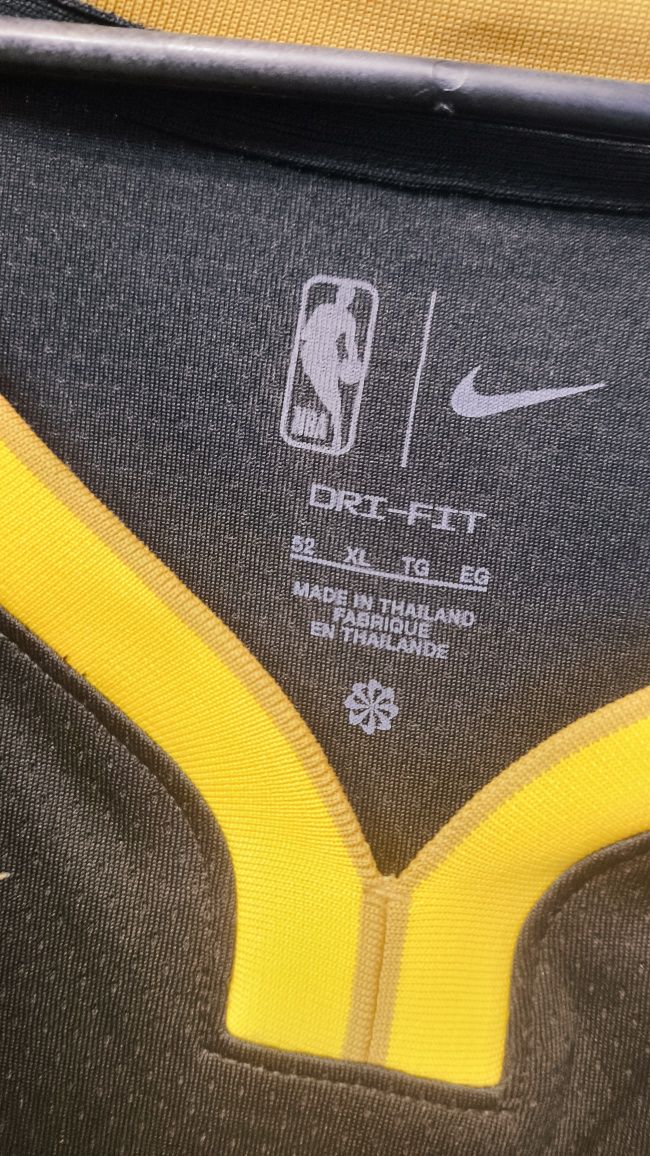 NBA
DRI-FIT
52 XL TG EG
MADE IN THAILAND
FABRIQUE
EN THAILANDE